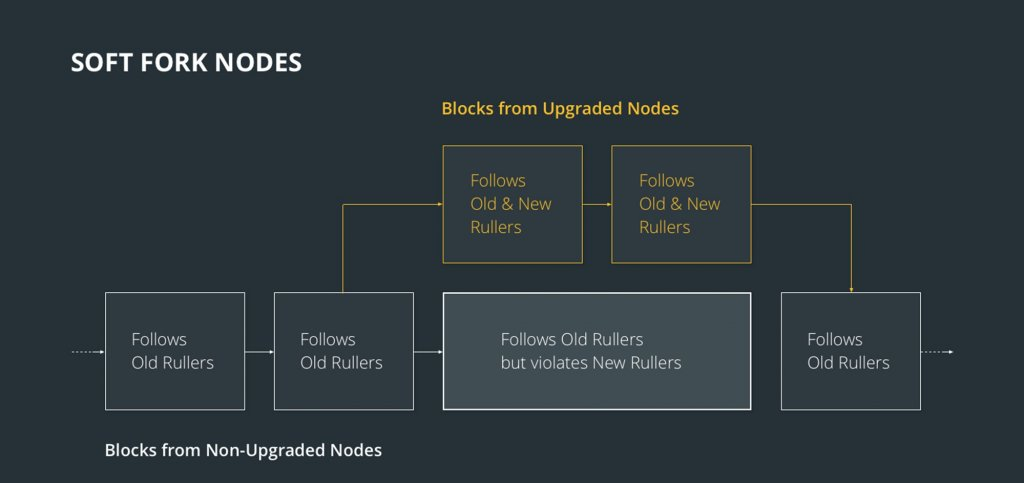 SOFT FORK NODES
Blocks from Upgraded Nodes
Follows
Old & New
Rullers
Follows
Old & New
Rullers
Follows
Old Rullers
Follows
Old Rullers
Follows Old Rullers
but violates New Rullers
Follows
Old Rullers
Blocks from Non-Upgraded Nodes